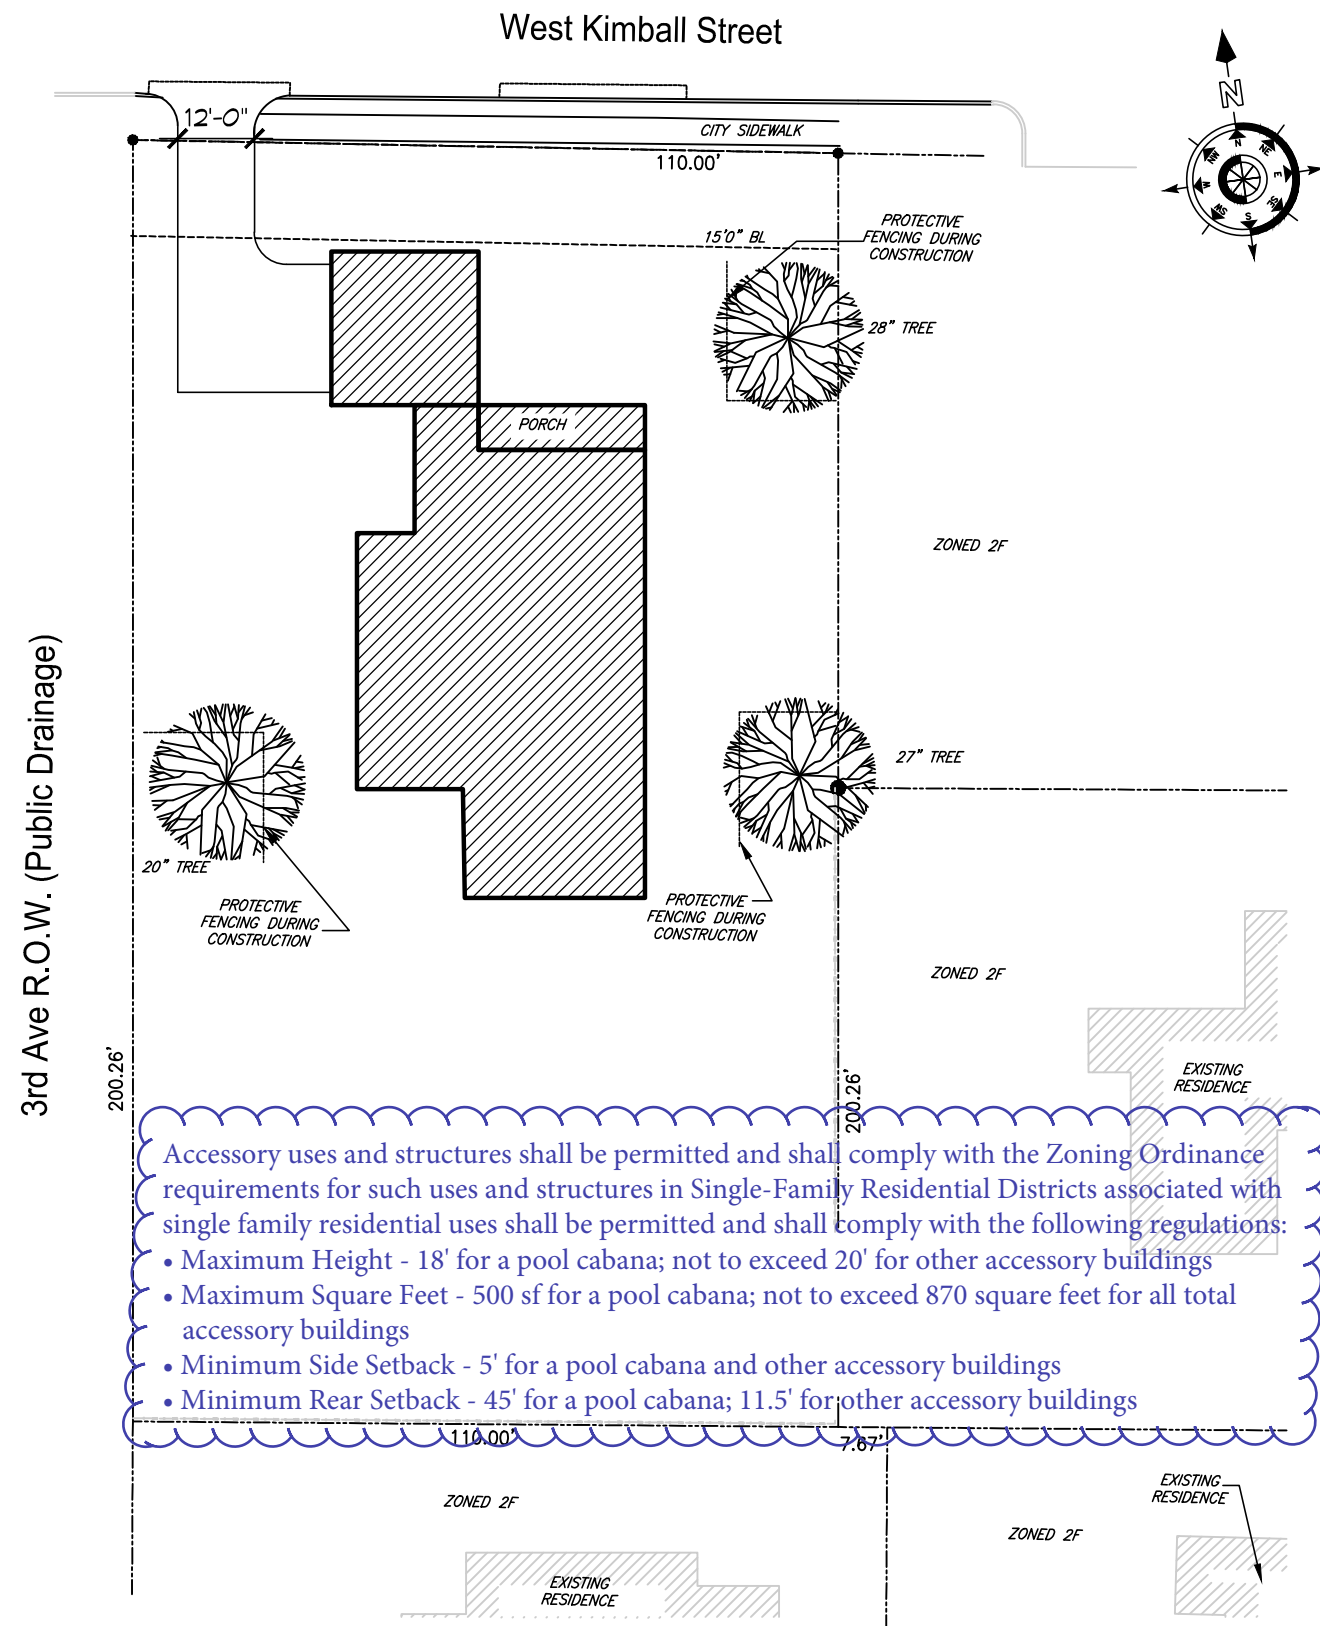 West Kimball Street
N
N
NE
E
SE
S
SW
W
NW
12'-0"
CITY SIDEWALK
110.00'
15'0" BL
PROTECTIVE
FENCING DURING
CONSTRUCTION
28" TREE
PORCH
ZONED 2F
3rd Ave R.O.W. (Public Drainage)
27" TREE
20" TREE
PROTECTIVE
FENCING DURING
CONSTRUCTION
PROTECTIVE
FENCING DURING
CONSTRUCTION
ZONED 2F
200.26'
200.26'
EXISTING
RESIDENCE
Accessory uses and structures shall be permitted and shall comply with the Zoning Ordinance
requirements for such uses and structures in Single-Family Residential Districts associated with
single family residential uses shall be permitted and shall comply with the following regulations:
• Maximum Height - 18' for a pool cabana; not to exceed 20' for other accessory buildings
• Maximum Square Feet - 500 sf for a pool cabana; not to exceed 870 square feet for all total
accessory buildings
• Minimum Side Setback - 5' for a pool cabana and other accessory buildings
• Minimum Rear Setback - 45' for a pool cabana; 11.5' for other accessory buildings
110.00'
7.67'
ZONED 2F
EXISTING
RESIDENCE
ZONED 2F
EXISTING
RESIDENCE